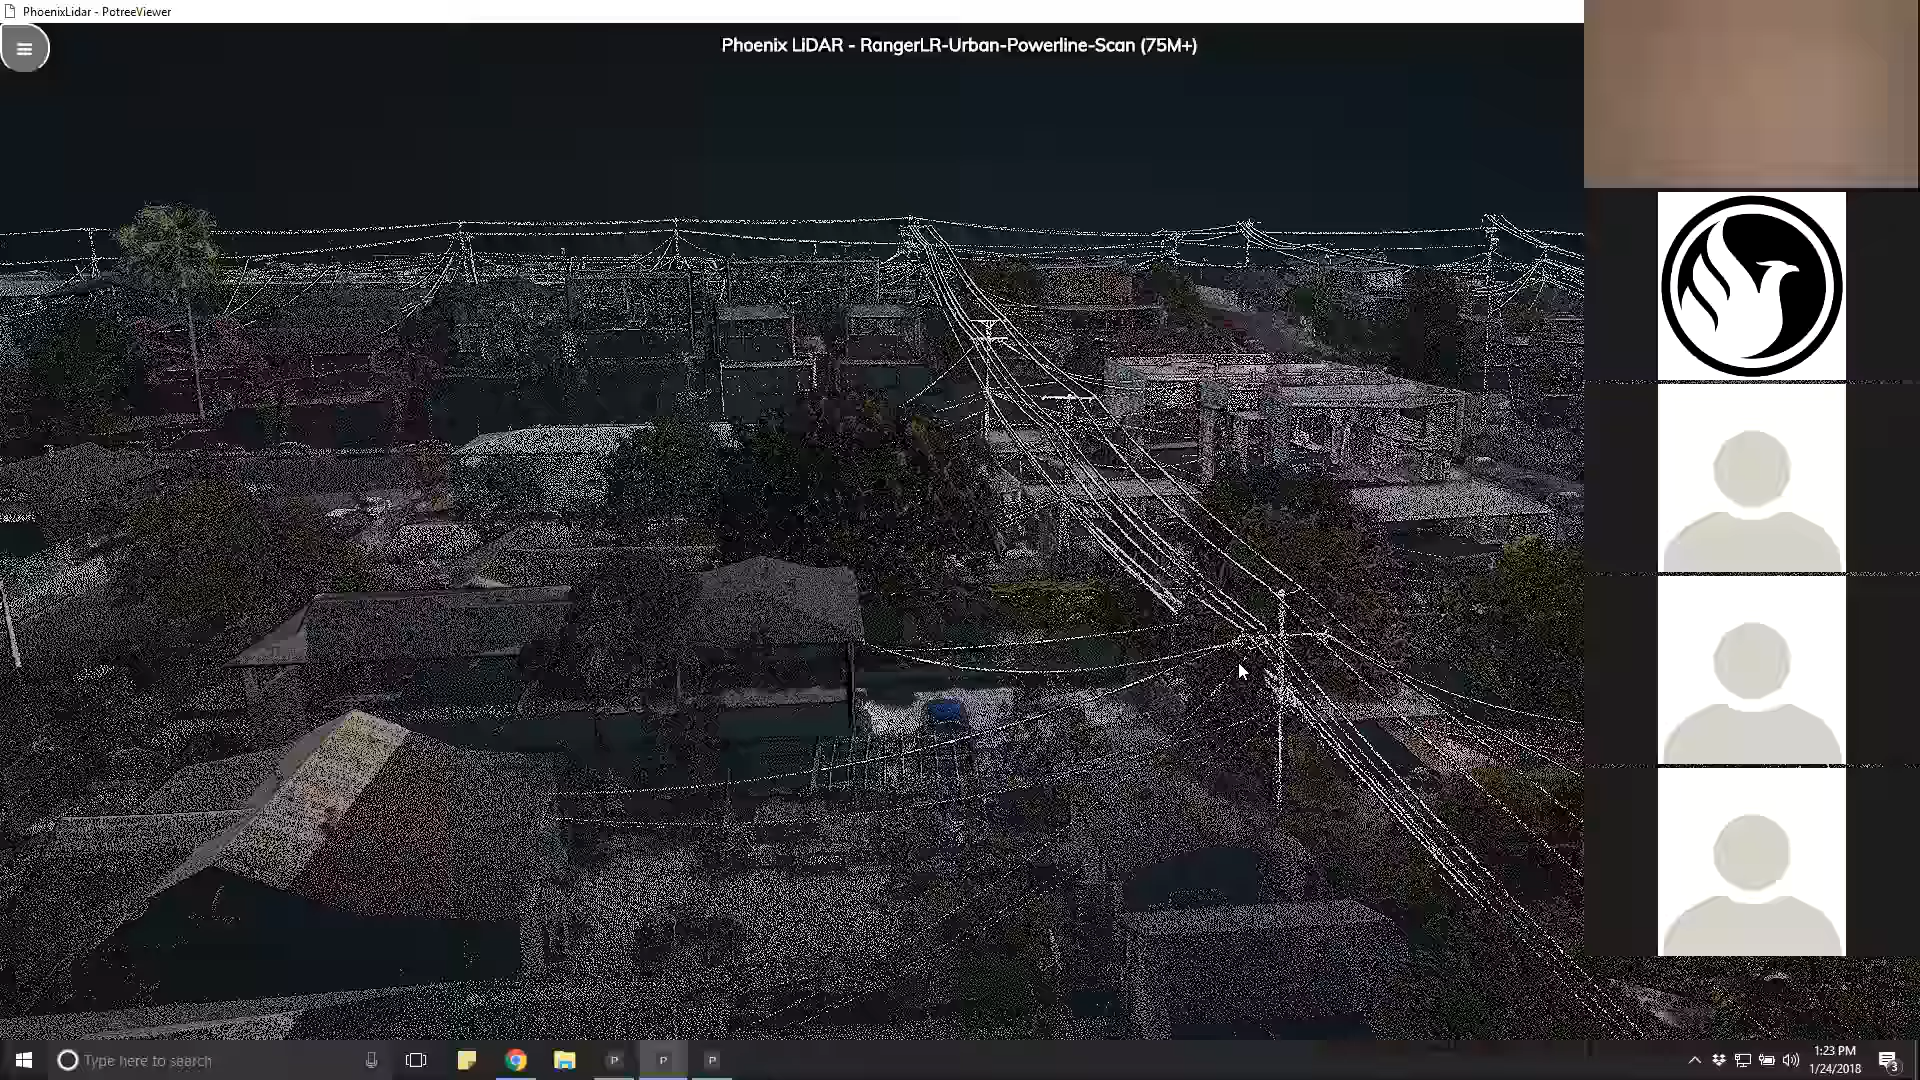 PhoenixLidar - PotreeViewer
Phoenix LiDAR - RangerLR-Urban-Powerline-Scan (75M+)
Type here to search
P
P
P
1:23 PM
1/24/2018
3